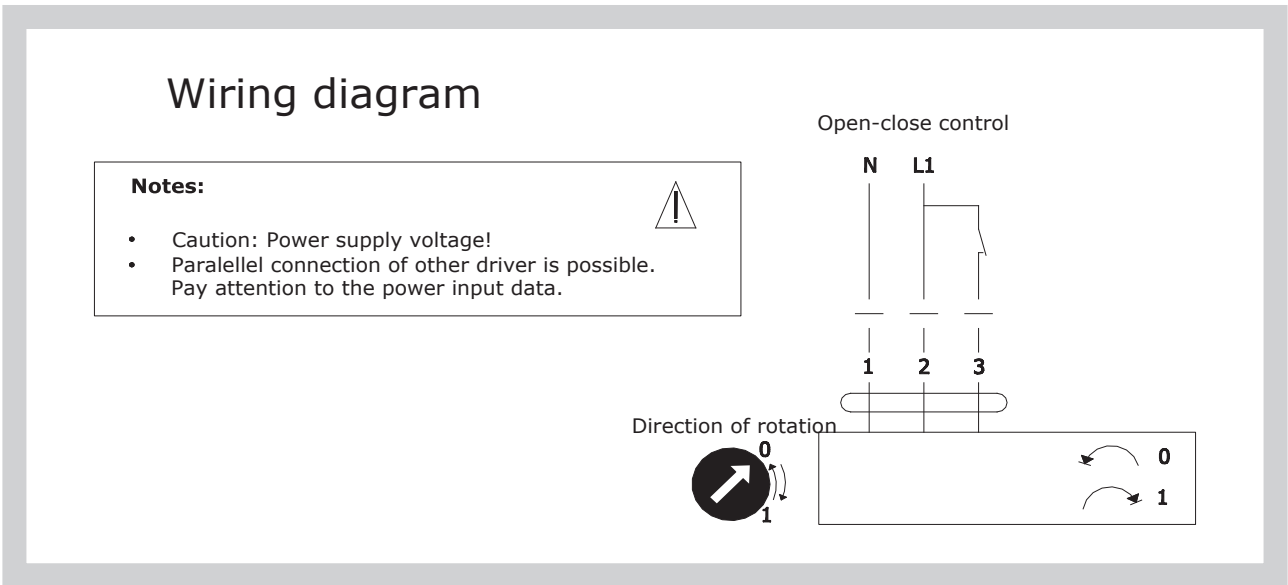 Wiring diagram
Notes:
• Caution: Power supply voltage!
• Paralellel connection of other driver is possible.
Pay attention to the power input data.
Open-close control
N L1
1 2 3
Direction of rotation
0
1
0
1